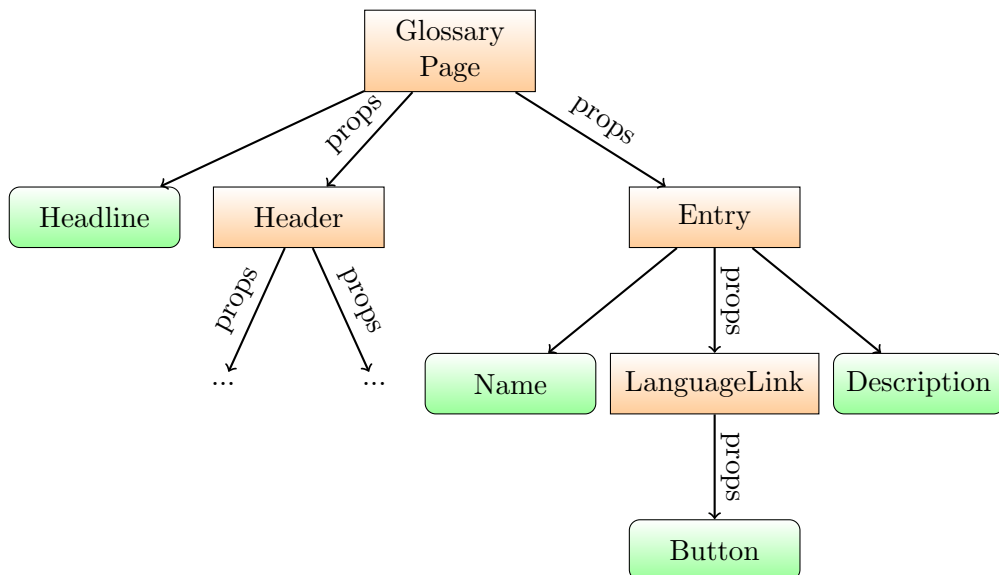 Glossary
Page
props
props
Headline
Header
Entry
props
props
props
...
...
Name
LanguageLink
Description
props
Button